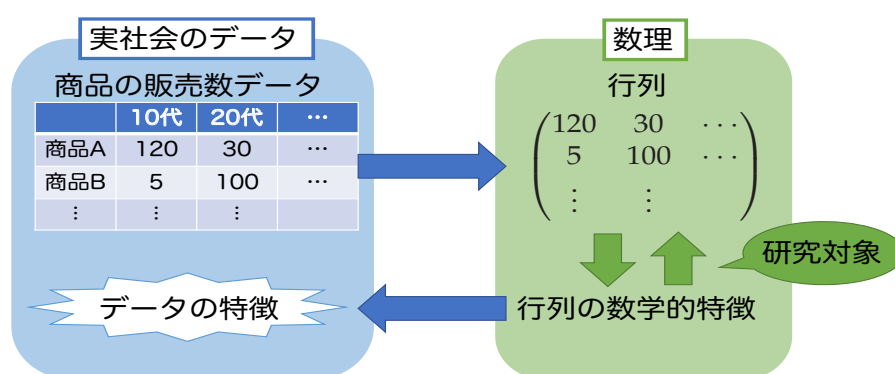 実社会のデータ
商品の販売数データ
10代 20代 …
商品A 120 30 …
商品B 5 100 …
⋮ ⋮ ⋮
データの特徴
数理
行列
120 30 ⋯
5 100 ⋯
⋮ ⋮
研究対象
行列の数学的特徴